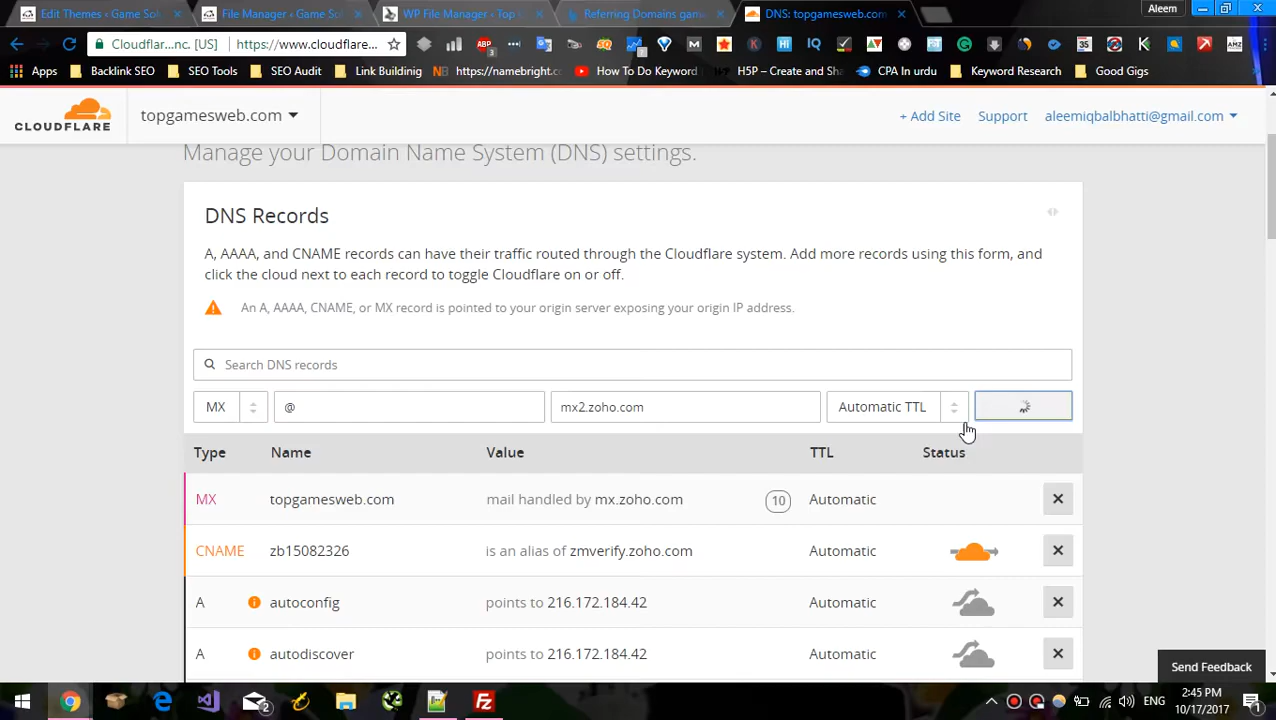 Edit Themes ‹ Game Sol
File Manager ‹ Game Sol
WP File Manager ‹ Top
Referring Domains gam
DNS: topgamesweb.com
Aleem
Cloudflar...nc. [US]
https://www.cloudflare...
Apps
Backlink SEO
SEO Tools
SEO Audit
Link Buildinig
https://namebright.co
How To Do Keyword
H5P – Create and Sha
CPA In urdu
Keyword Research
Good Gigs
CLOUDFLARE
topgamesweb.com
+ Add Site
Support
aleemiqbalbhatti@gmail.com
Manage your Domain Name System (DNS) settings.
DNS Records
A, AAAA, and CNAME records can have their traffic routed through the Cloudflare system. Add more records using this form, and
click the cloud next to each record to toggle Cloudflare on or off.
An A, AAAA, CNAME, or MX record is pointed to your origin server exposing your origin IP address.
Search DNS records
MX @ mx2.zoho.com Automatic TTL
Type Name Value TTL Status
MX topgamesweb.com mail handled by mx.zoho.com 10 Automatic
CNAME zb15082326 is an alias of zmverify.zoho.com Automatic
A autoconfig points to 216.172.184.42 Automatic
A autodiscover points to 216.172.184.42 Automatic
Send Feedback
ENG
2:45 PM
10/17/2017